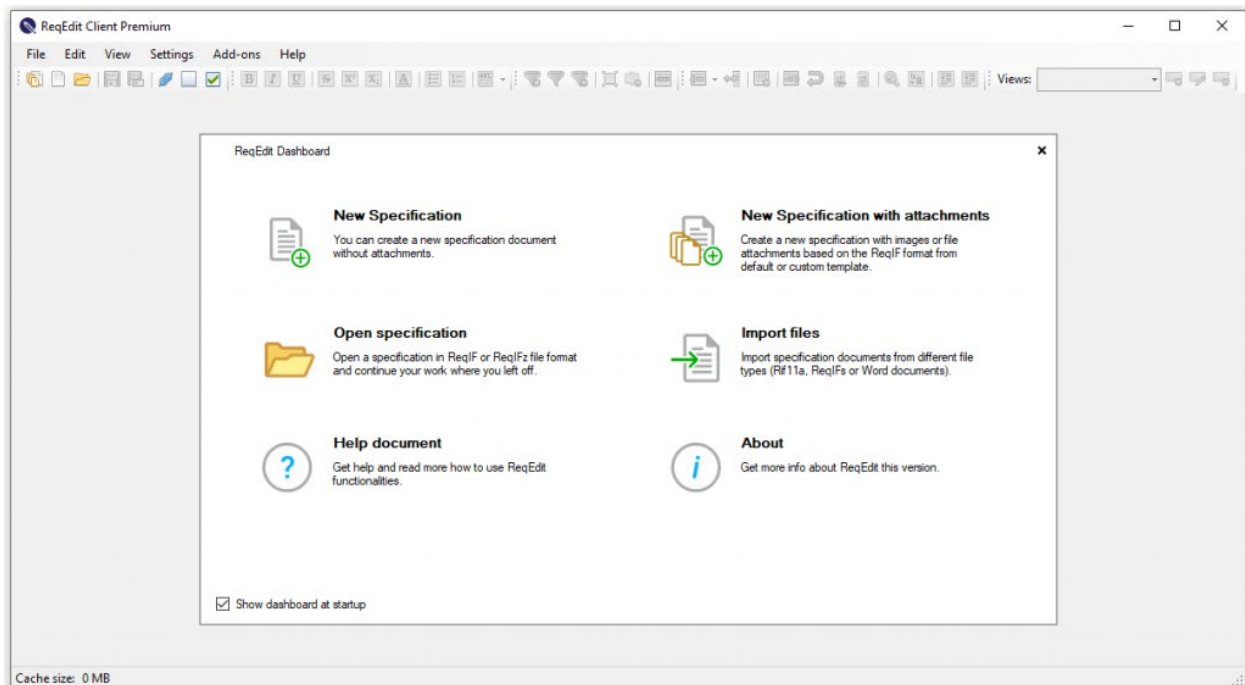 ReqEdit Client Premium
File Edit View Settings Add-ons Help
B I U S X² X₂ A ABC Views:
ReqEdit Dashboard
New Specification
You can create a new specification document
without attachments.
New Specification with attachments
Create a new specification with images or file
attachments based on the ReqIF format from
default or custom template.
Open specification
Open a specification in ReqIF or ReqIFz file format
and continue your work where you left off.
Import files
Import specification documents from different file
types (Rif11a, ReqIFs or Word documents).
?
Help document
Get help and read more how to use ReqEdit
functionalities.
i
About
Get more info about ReqEdit this version.
Show dashboard at startup
Cache size: 0 MB